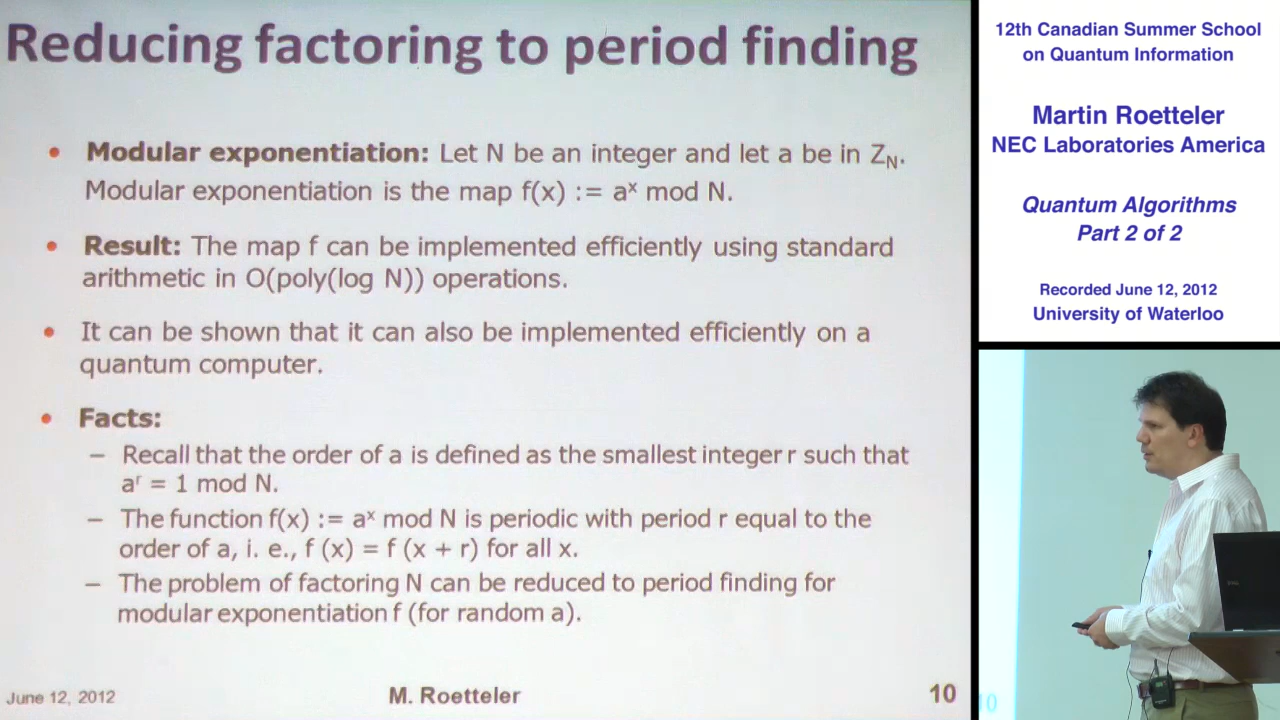 Reducing factoring to period finding
• Modular exponentiation: Let N be an integer and let a be in Z_N.
Modular exponentiation is the map f(x) := a^x mod N.
• Result: The map f can be implemented efficiently using standard
arithmetic in O(poly(log N)) operations.
• It can be shown that it can also be implemented efficiently on a
quantum computer.
• Facts:
– Recall that the order of a is defined as the smallest integer r such that
a^r = 1 mod N.
– The function f(x) := a^x mod N is periodic with period r equal to the
order of a, i. e., f (x) = f (x + r) for all x.
– The problem of factoring N can be reduced to period finding for
modular exponentiation f (for random a).
June 12, 2012
M. Roetteler
10
12th Canadian Summer School
on Quantum Information
Martin Roetteler
NEC Laboratories America
Quantum Algorithms
Part 2 of 2
Recorded June 12, 2012
University of Waterloo
10